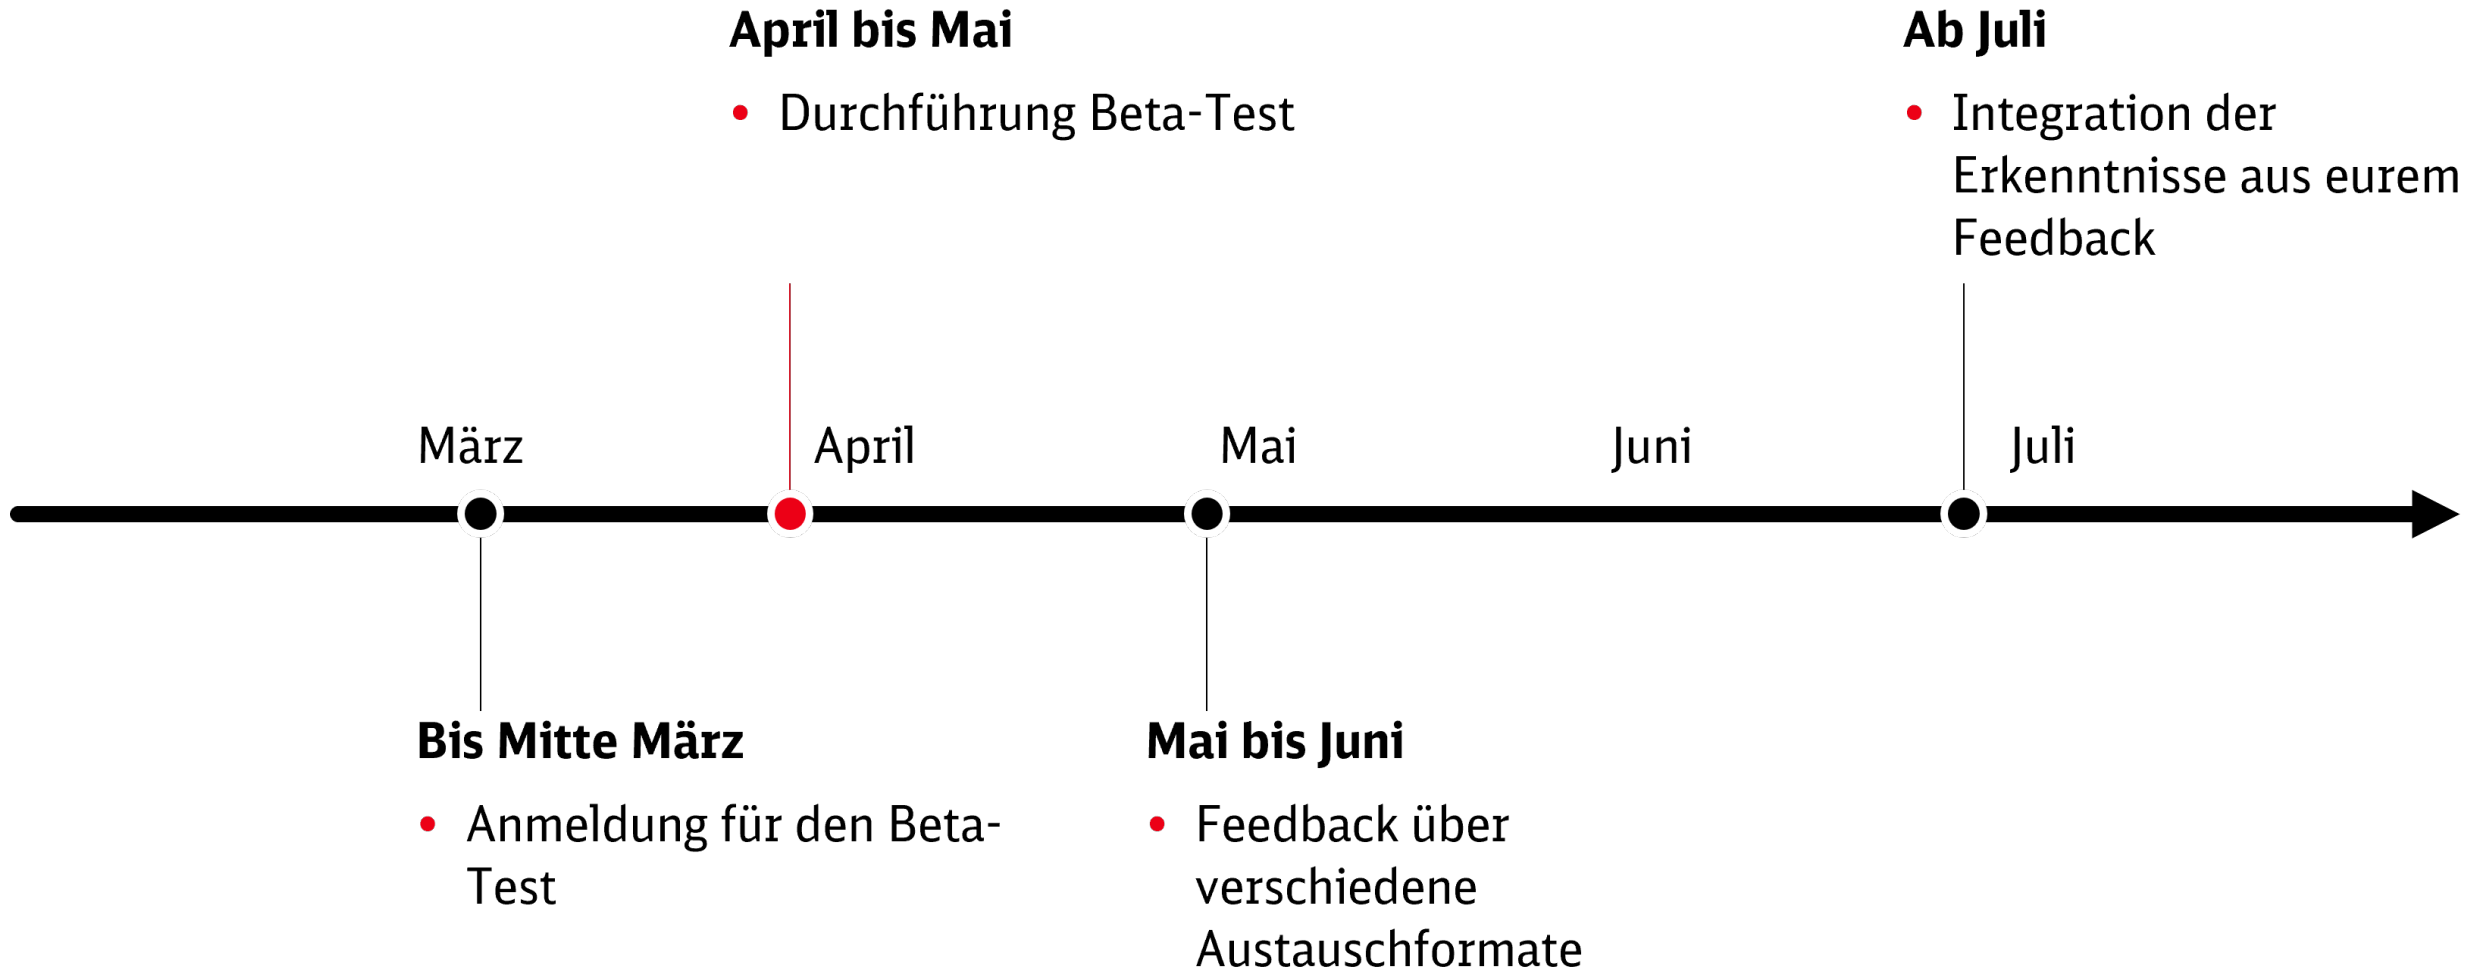 April bis Mai
• Durchführung Beta-Test
Ab Juli
• Integration der
Erkenntnisse aus eurem
Feedback
März
April
Mai
Juni
Juli
Bis Mitte März
• Anmeldung für den Beta-
Test
Mai bis Juni
• Feedback über
verschiedene
Austauschformate